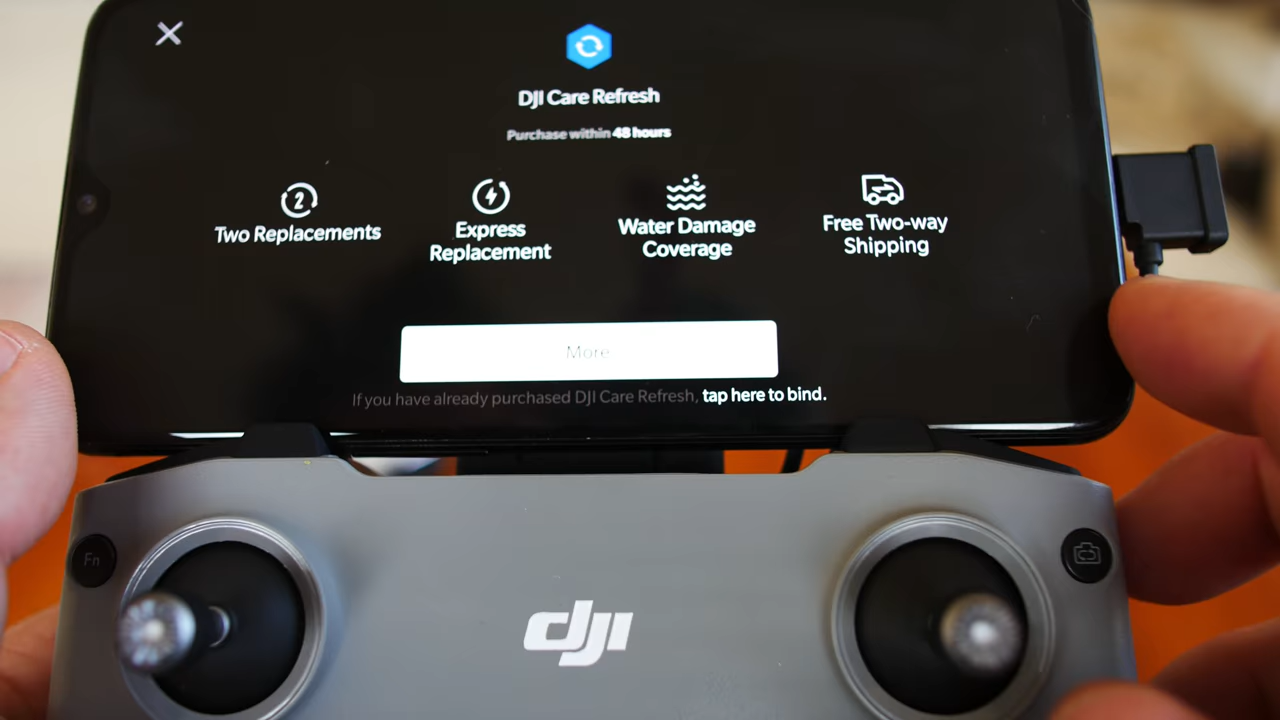 DJI Care Refresh
Purchase within 48 hours
2
Two Replacements
Express
Replacement
Water Damage
Coverage
Free Two-way
Shipping
More
If you have already purchased DJI Care Refresh, tap here to bind.
Fn
dji